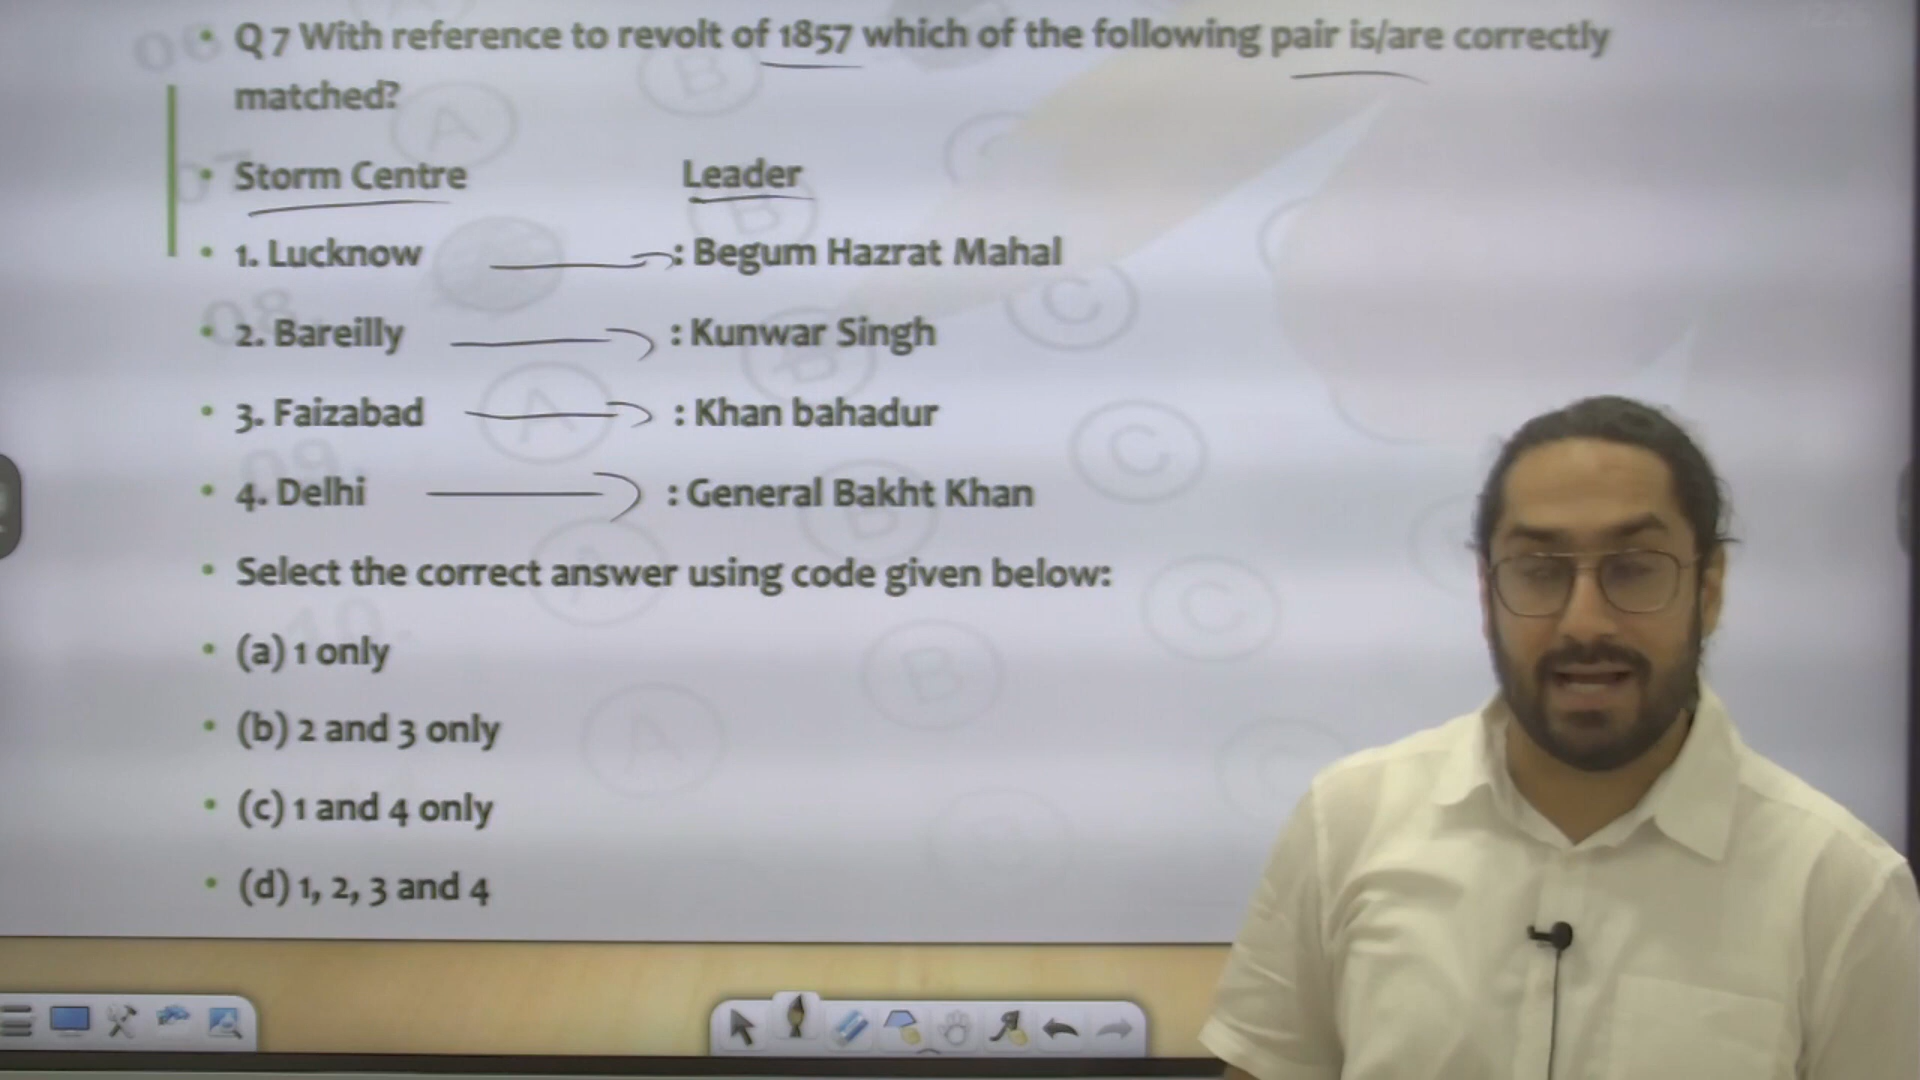 Q 7 With reference to revolt of 1857 which of the following pair is/are correctly
matched?
Storm Centre Leader
1. Lucknow : Begum Hazrat Mahal
2. Bareilly : Kunwar Singh
3. Faizabad : Khan bahadur
4. Delhi : General Bakht Khan
Select the correct answer using code given below:
(a) 1 only
(b) 2 and 3 only
(c) 1 and 4 only
(d) 1, 2, 3 and 4